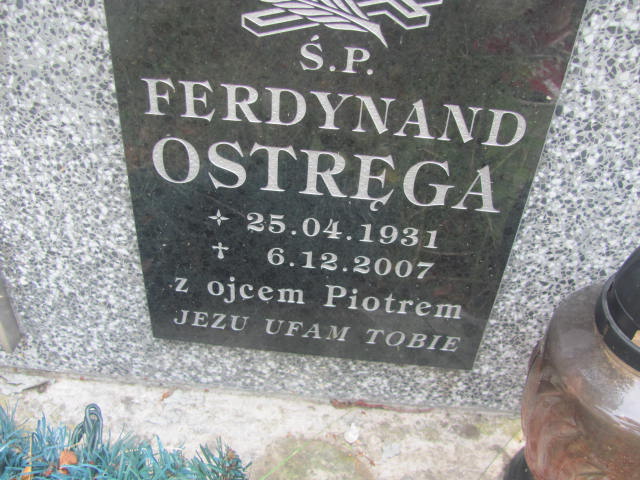 Ś.P.
FERDYNAND
OSTRĘGA
25.04.1931
6.12.2007
z ojcem Piotrem
JEZU UFAM TOBIE